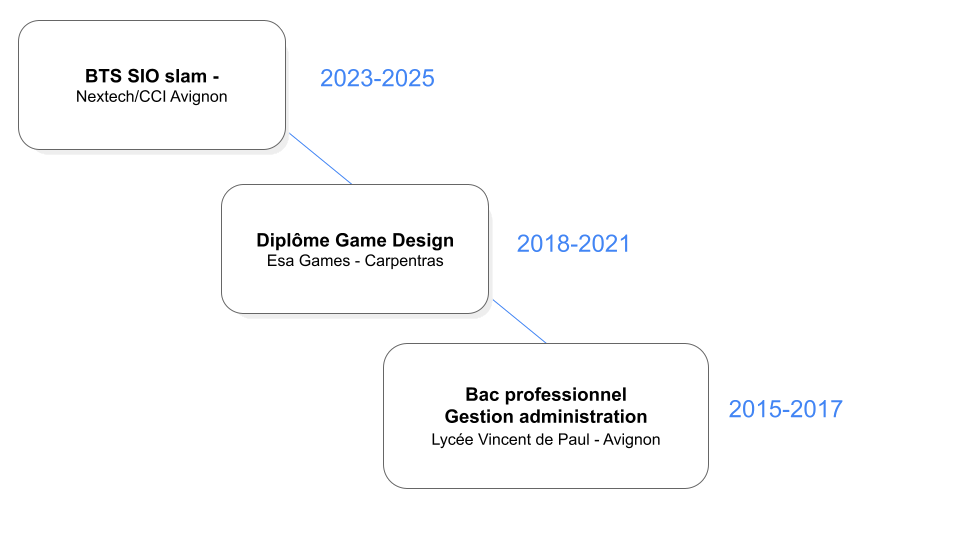 BTS SIO slam -
Nextech/CCI Avignon
2023-2025
Diplôme Game Design
Esa Games - Carpentras
2018-2021
Bac professionnel
Gestion administration
Lycée Vincent de Paul - Avignon
2015-2017